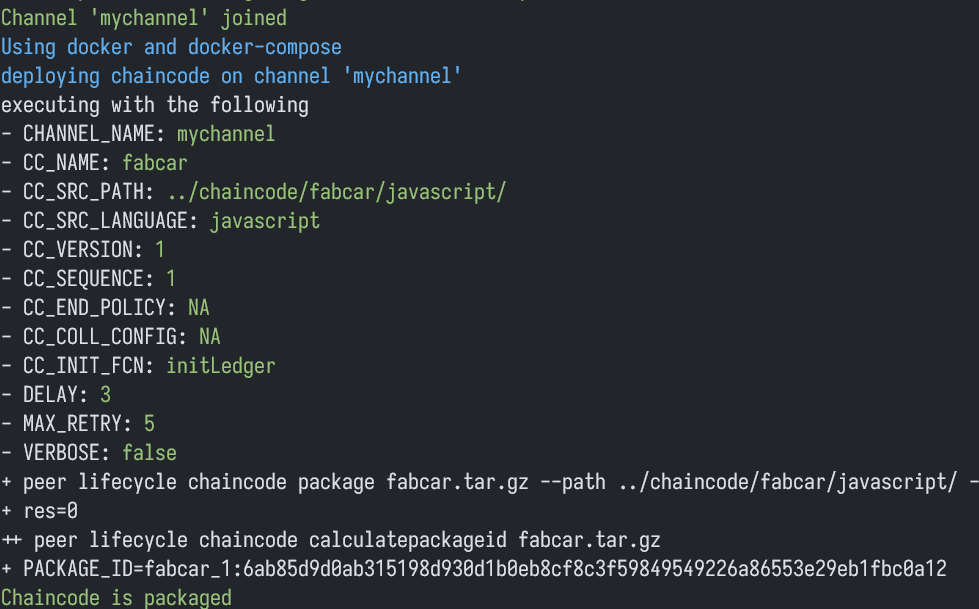 Channel 'mychannel' joined
Using docker and docker-compose
deploying chaincode on channel 'mychannel'
executing with the following
- CHANNEL_NAME: mychannel
- CC_NAME: fabcar
- CC_SRC_PATH: ../chaincode/fabcar/javascript/
- CC_SRC_LANGUAGE: javascript
- CC_VERSION: 1
- CC_SEQUENCE: 1
- CC_END_POLICY: NA
- CC_COLL_CONFIG: NA
- CC_INIT_FCN: initLedger
- DELAY: 3
- MAX_RETRY: 5
- VERBOSE: false
+ peer lifecycle chaincode package fabcar.tar.gz --path ../chaincode/fabcar/javascript/ -
+ res=0
++ peer lifecycle chaincode calculatepackageid fabcar.tar.gz
+ PACKAGE_ID=fabcar_1:6ab85d9d0ab315198d930d1b0eb8cf8c3f59849549226a86553e29eb1fbc0a12
Chaincode is packaged